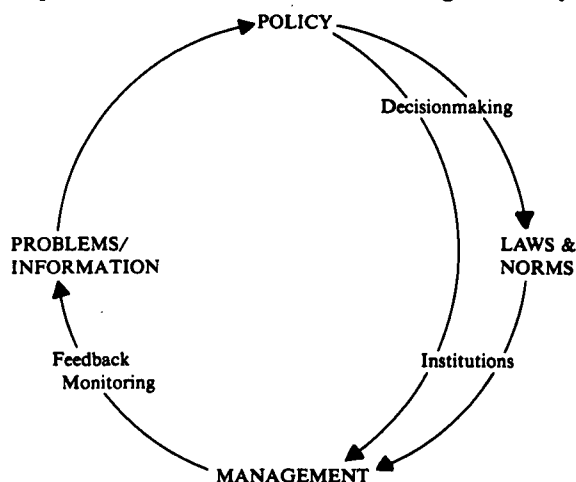 POLICY
Decisionmaking
PROBLEMS/
INFORMATION
LAWS &
NORMS
Feedback
Monitoring
Institutions
MANAGEMENT